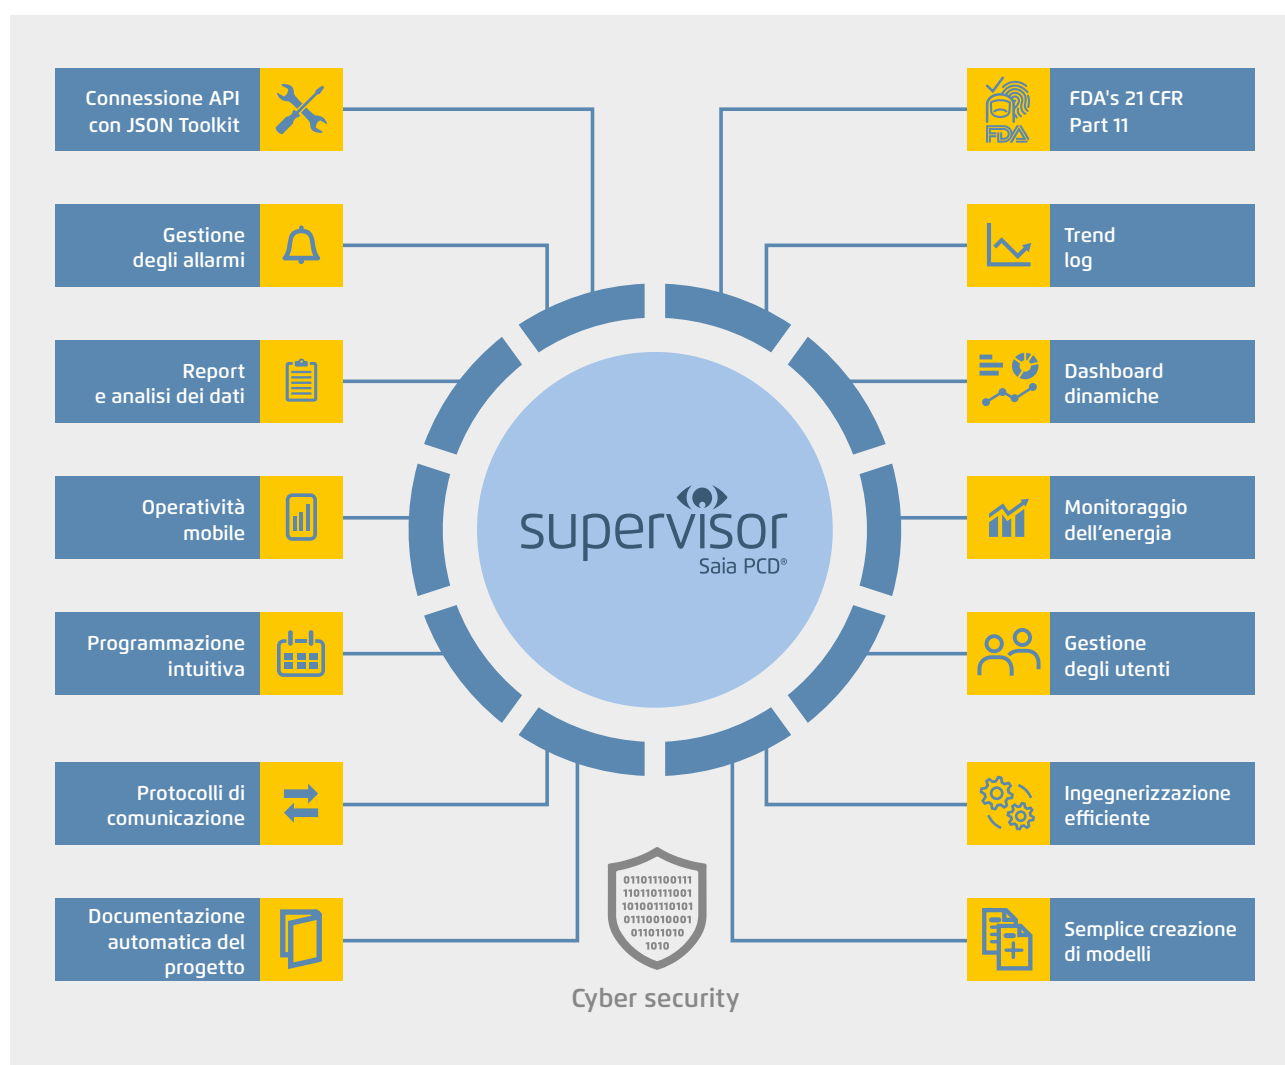 Connessione API
con JSON Toolkit
Gestione
degli allarmi
Report
e analisi dei dati
Operatività
mobile
Programmazione
intuitiva
Protocolli di
comunicazione
Documentazione
automatica del
progetto
supervisor
Saia PCD®
011011100111
110110111001
101001110101
01110010001
011011010
1010
Cyber security
FDA
FDA's 21 CFR
Part 11
Trend
log
Dashboard
dinamiche
Monitoraggio
dell'energia
Gestione
degli utenti
Ingegnerizzazione
efficiente
Semplice creazione
di modelli